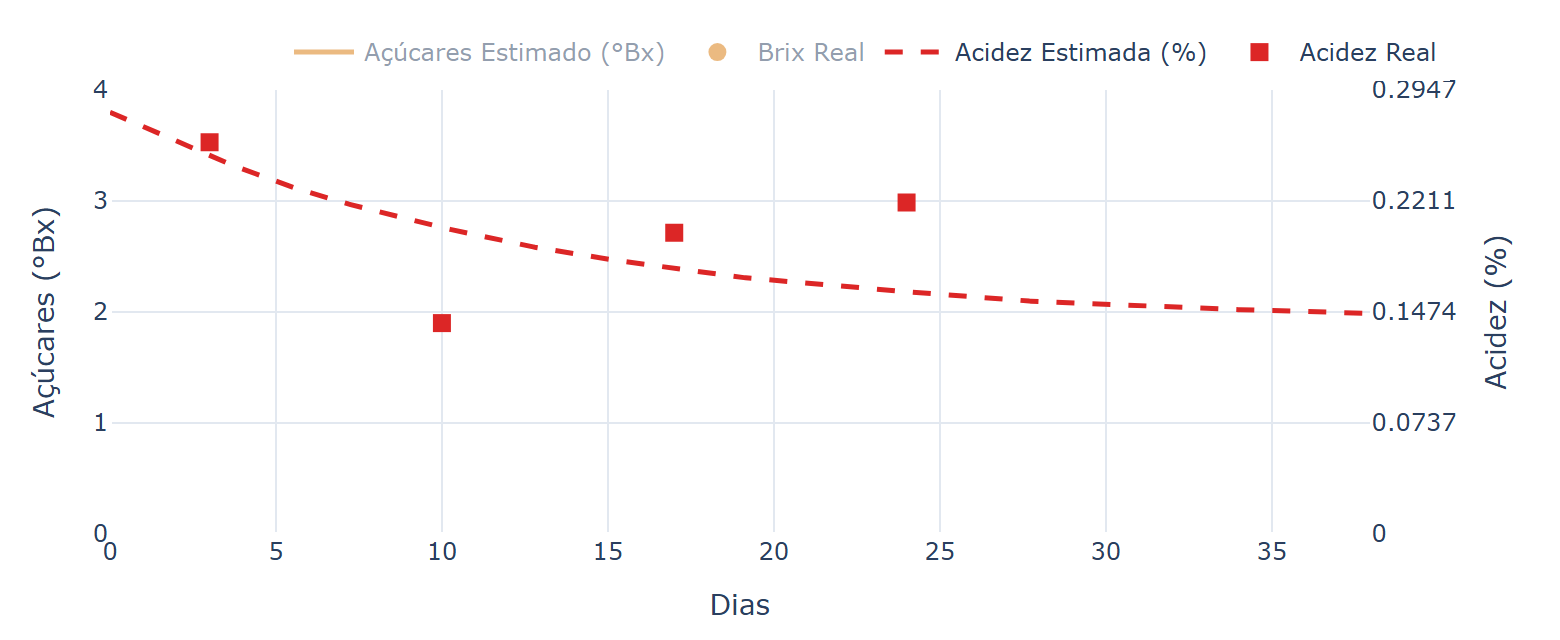 Açúcares Estimado (°Bx) Brix Real Acidez Estimada (%) Acidez Real
4 0.2947
3 0.2211
2 0.1474
1 0.0737
0 0
0 5 10 15 20 25 30 35
Dias
Açúcares (°Bx)
Acidez (%)